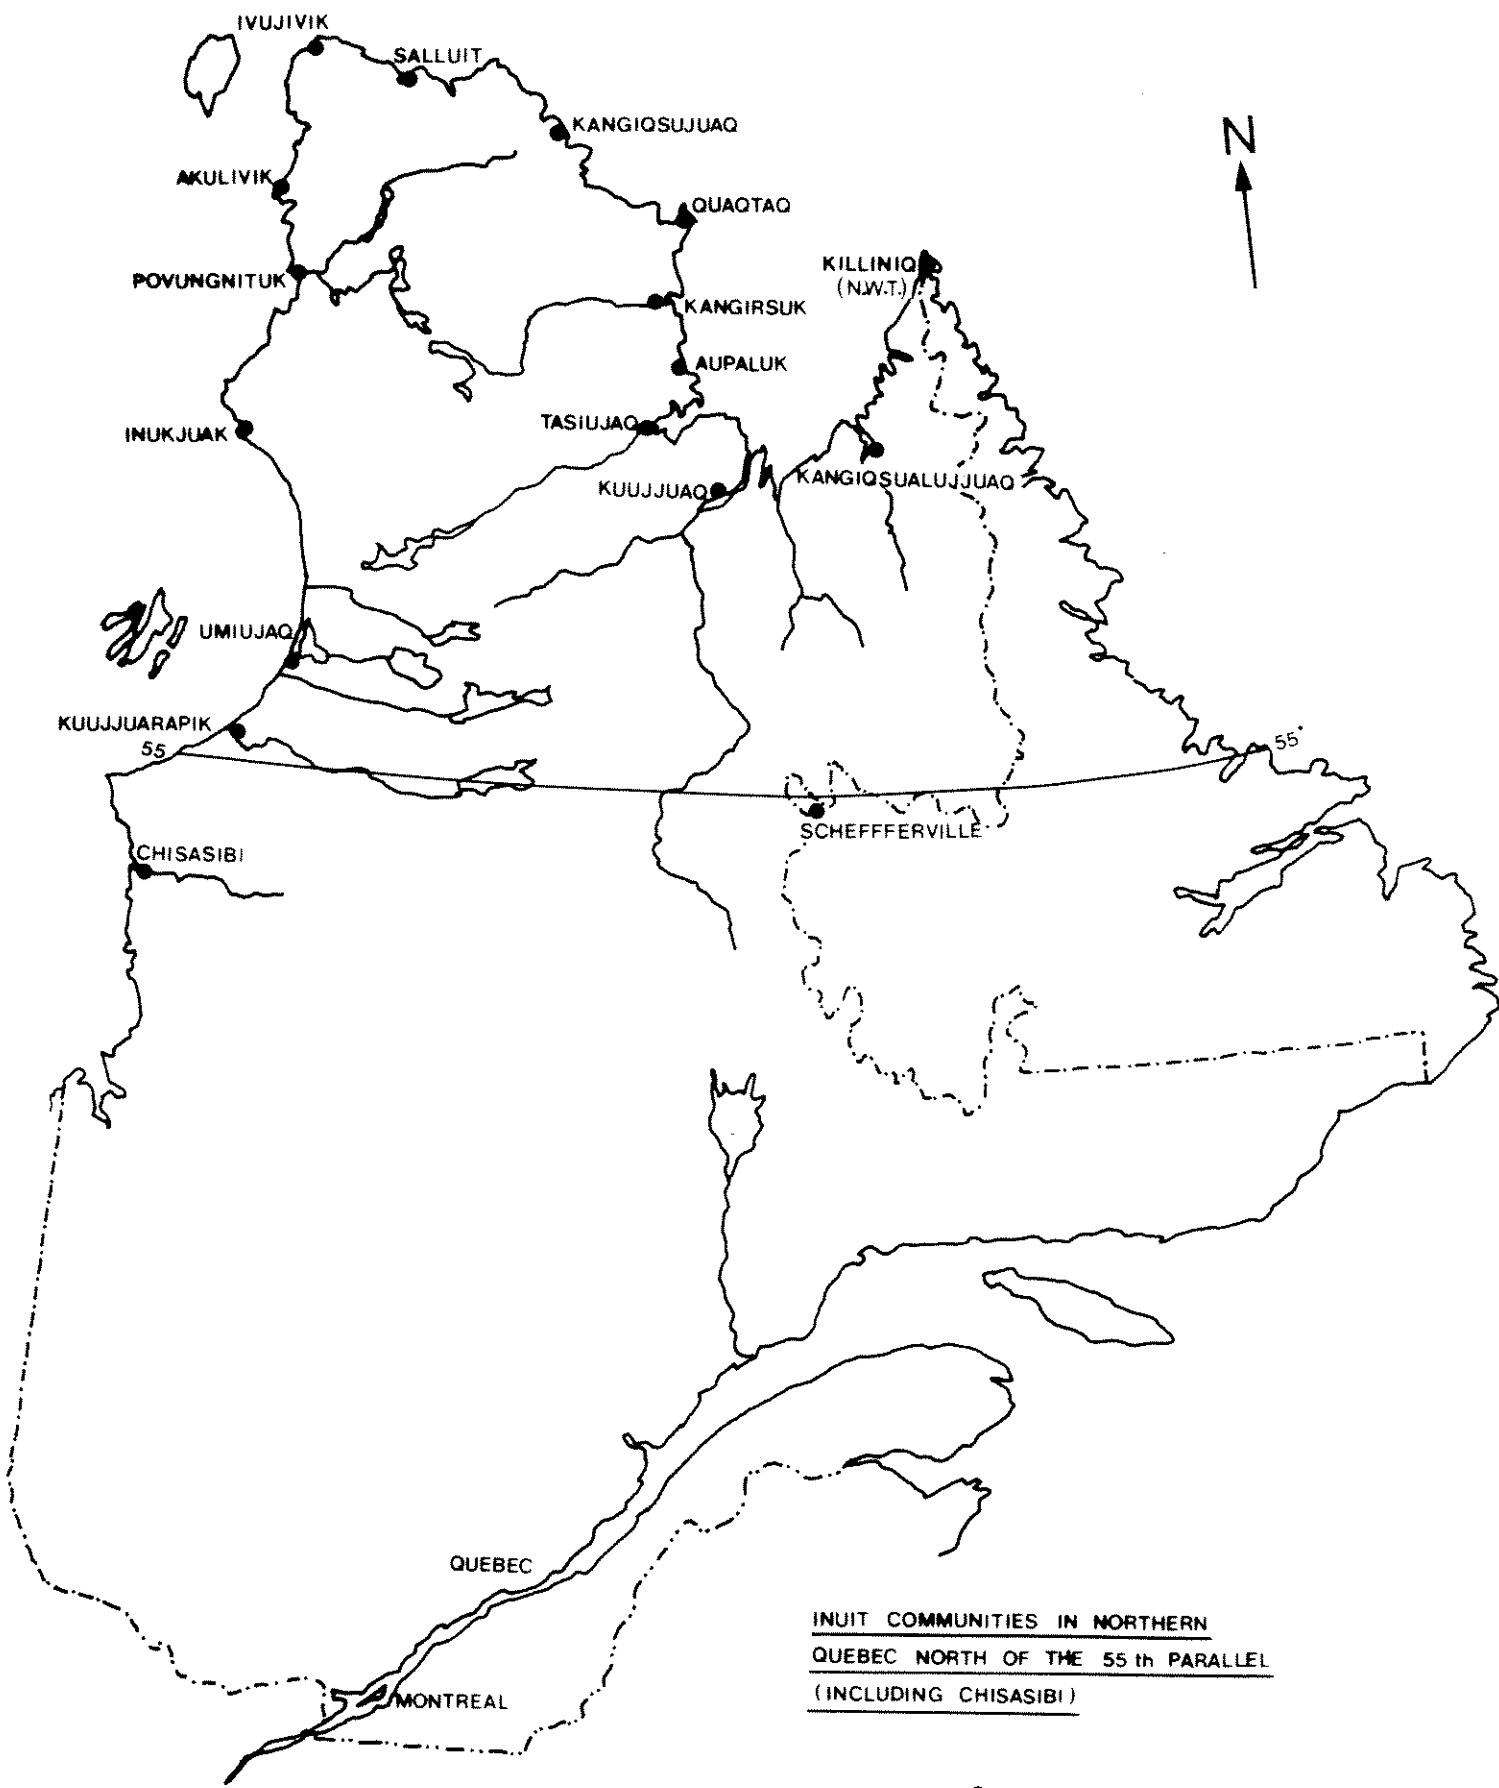 IVUJIVIK
SALLUIT
KANGIQSUJUAQ
N
AKULIVIK
QUAQTAQ
KILLINIQ
(N.W.T.)
POVUNGNITUK
KANGIRSUK
AUPALUK
TASIUJAQ
INUKJUAK
KANGIQSUALUJJUAQ
KUUJJUAQ
UMIUJAQ
KUUJJUARAPIK
55
55°
SCHEFFFERVILLE
CHISASIBI
QUEBEC
MONTREAL
INUIT COMMUNITIES IN NORTHERN
QUEBEC NORTH OF THE 55 th PARALLEL
(INCLUDING CHISASIBI)